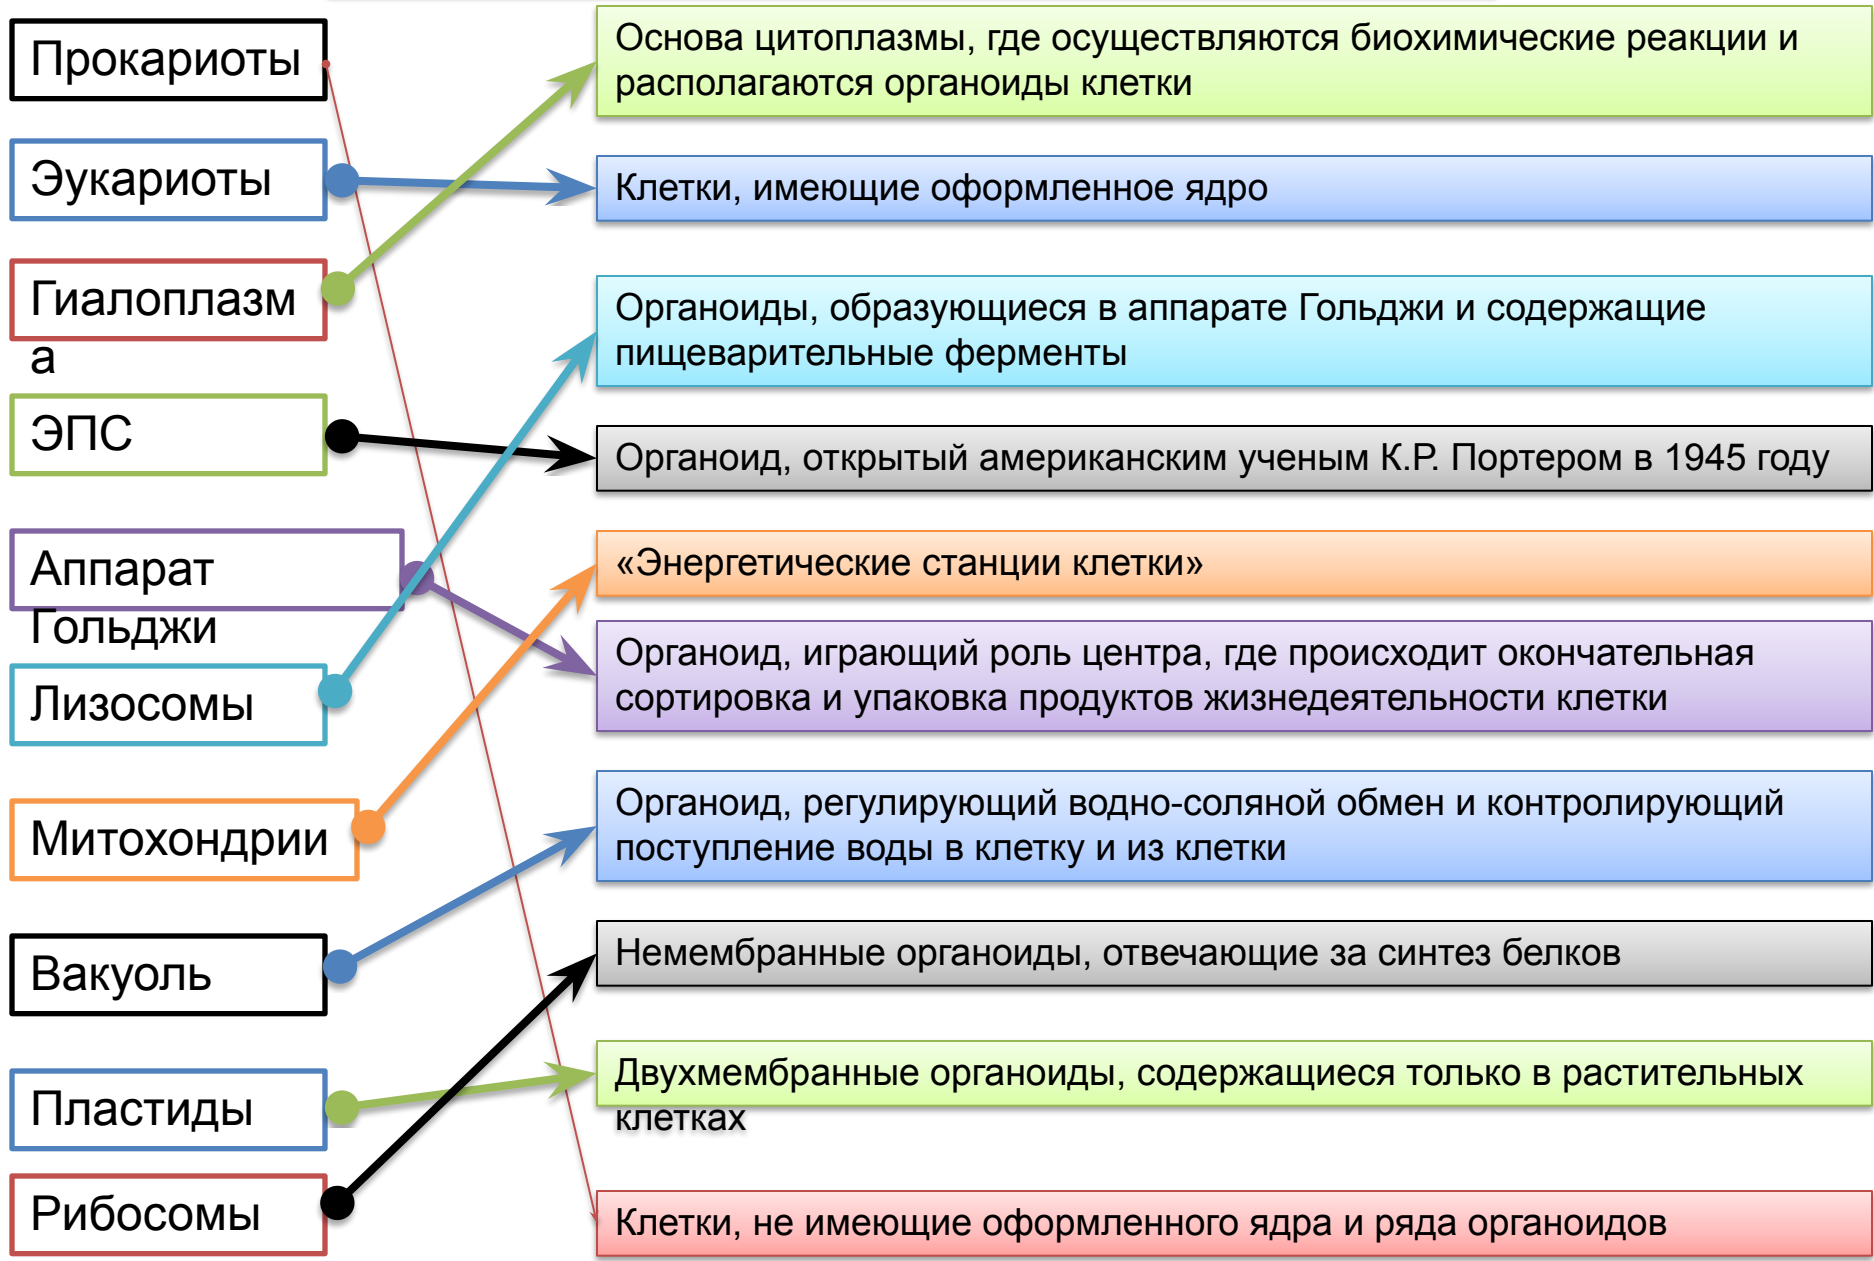 Прокариоты
Эукариоты
Гиалоплазм
а
ЭПС
Аппарат
Гольджи
Лизосомы
Митохондрии
Вакуоль
Пластиды
Рибосомы
Основа цитоплазмы, где осуществляются биохимические реакции и
располагаются органоиды клетки
Клетки, имеющие оформленное ядро
Органоиды, образующиеся в аппарате Гольджи и содержащие
пищеварительные ферменты
Органоид, открытый американским ученым К.Р. Портером в 1945 году
«Энергетические станции клетки»
Органоид, играющий роль центра, где происходит окончательная
сортировка и упаковка продуктов жизнедеятельности клетки
Органоид, регулирующий водно-соляной обмен и контролирующий
поступление воды в клетку и из клетки
Немембранные органоиды, отвечающие за синтез белков
Двухмембранные органоиды, содержащиеся только в растительных
клетках
Клетки, не имеющие оформленного ядра и ряда органоидов